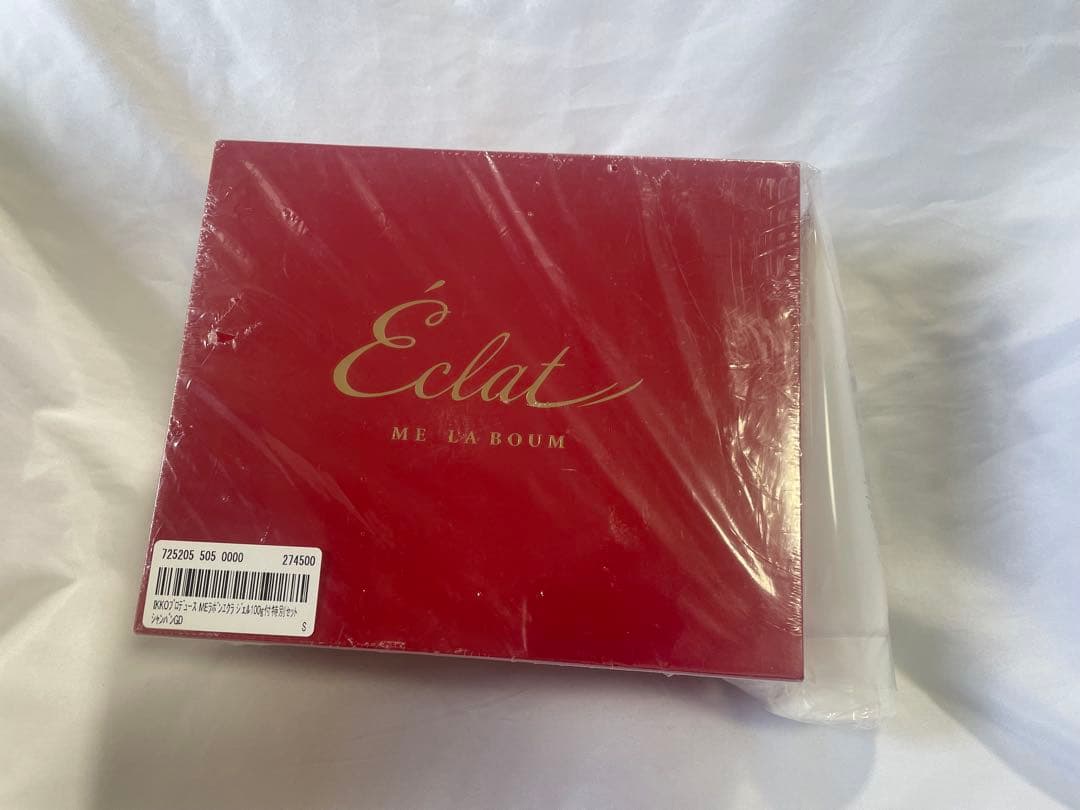 Éclat
ME LA BOUM
725205 505 0000 274500
IKKOプロデュース MEラボンエクラ ジェル100g付特別セット
シャンパンGD S